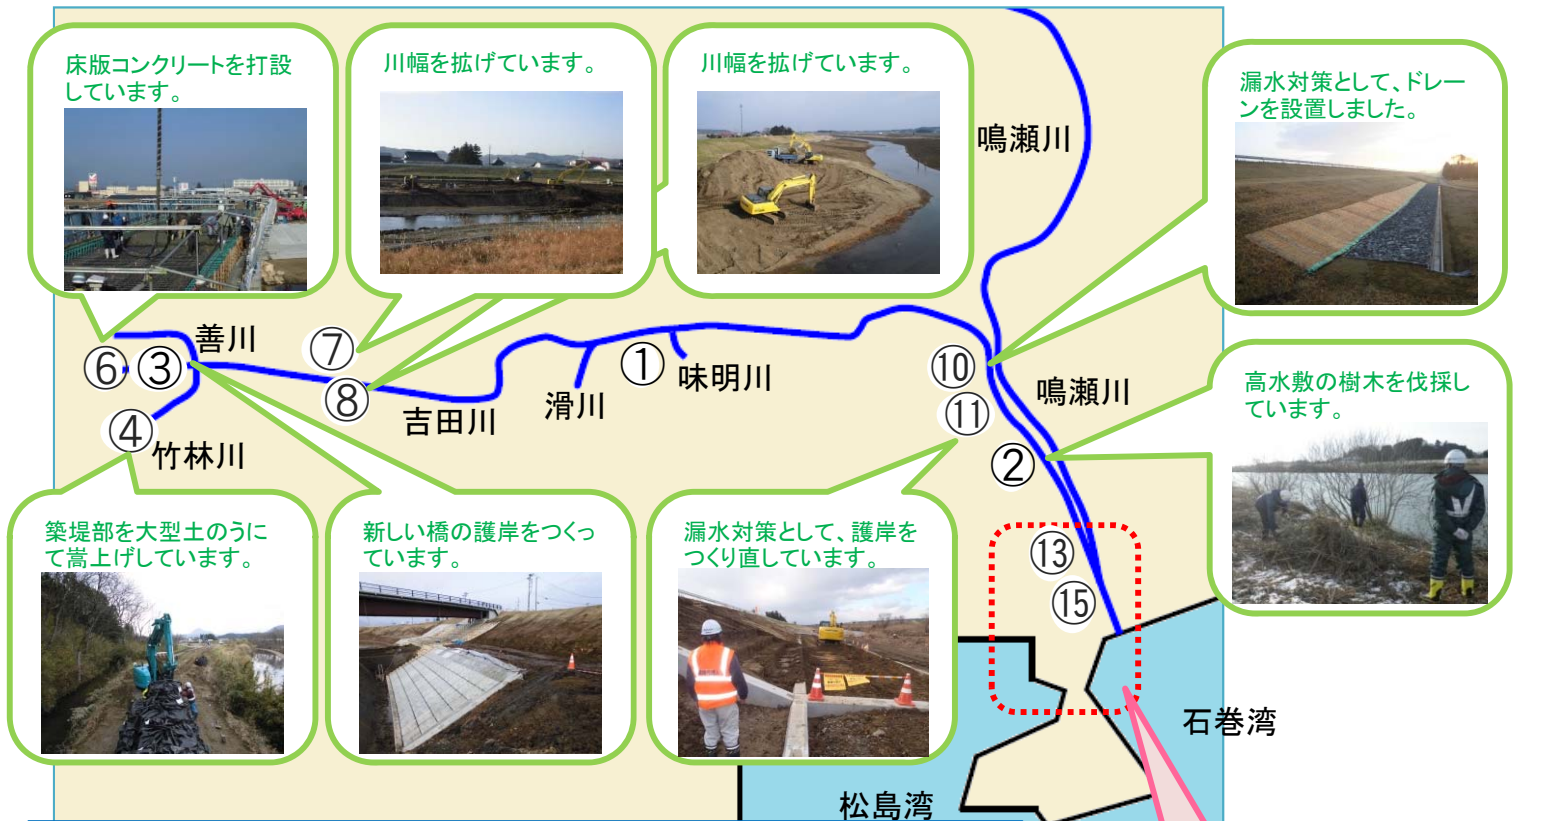 床版コンクリートを打設
しています。
川幅を拡げています。
川幅を拡げています。
漏水対策として、ドレー
ンを設置しました。
鳴瀬川
善川
⑦
⑥
③
⑧
①
味明川
⑩
鳴瀬川
高水敷の樹木を伐採し
ています。
④
竹林川
吉田川
滑川
⑪
②
築堤部を大型土のうに
て嵩上げしています。
新しい橋の護岸をつくっ
ています。
漏水対策として、護岸を
つくり直しています。
⑬
⑮
石巻湾
松島湾